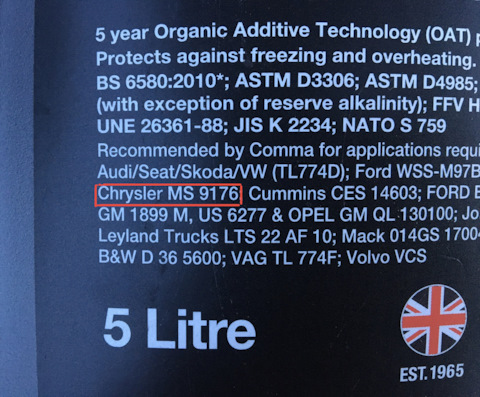 5 year Organic Additive Technology (OAT) p
Protects against freezing and overheating.
BS 6580:2010*; ASTM D3306; ASTM D4985;
(with exception of reserve alkalinity); FFV H
UNE 26361-88; JIS K 2234; NATO S 759
Recommended by Comma for applications requi
Audi/Seat/Skoda/VW (TL774D); Ford WSS-M97B
Chrysler MS 9176; Cummins CES 14603; FORD E
GM 1899 M, US 6277 & OPEL GM QL 130100; Jo
Leyland Trucks LTS 22 AF 10; Mack 014GS 17004
B&W D 36 5600; VAG TL 774F; Volvo VCS
5 Litre
EST.1965